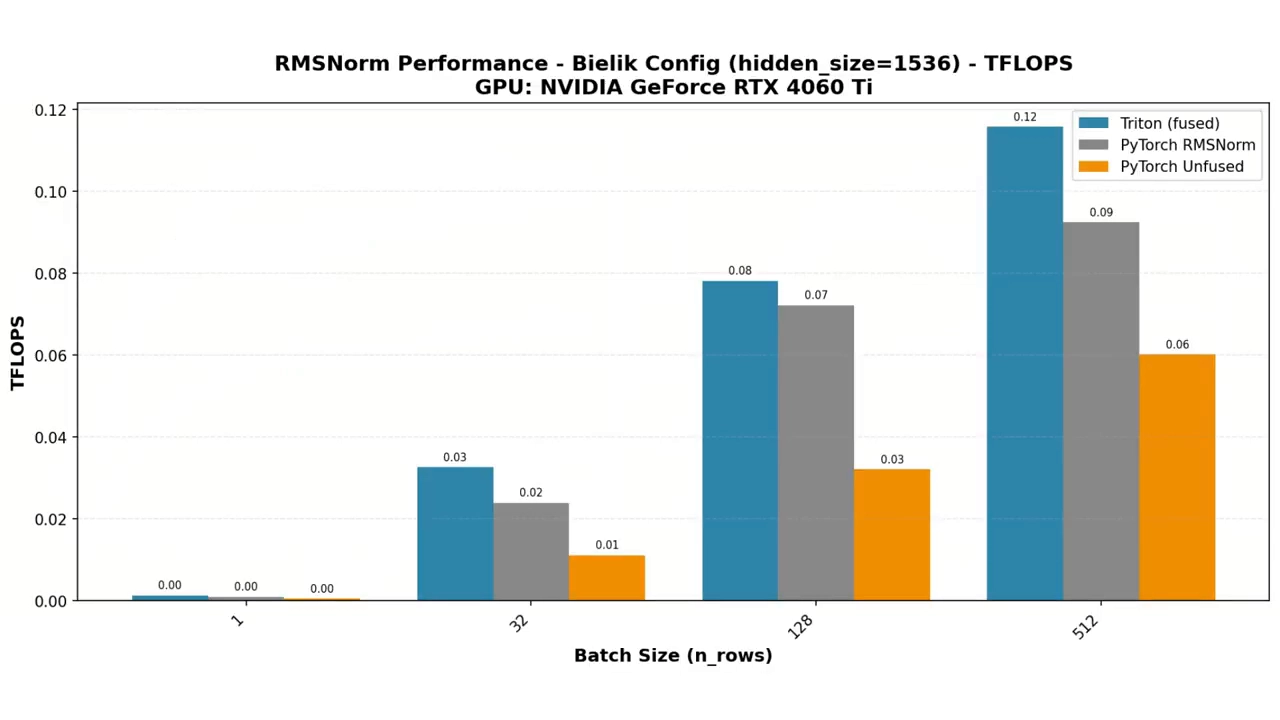 RMSNorm Performance - Bielik Config (hidden_size=1536) - TFLOPS
GPU: NVIDIA GeForce RTX 4060 Ti
TFLOPS
0.12
0.10
0.08
0.06
0.04
0.02
0.00
Triton (fused)
PyTorch RMSNorm
PyTorch Unfused
0.00 0.00 0.00
0.03 0.02 0.01
0.08 0.07 0.03
0.12 0.09 0.06
1 32 128 512
Batch Size (n_rows)